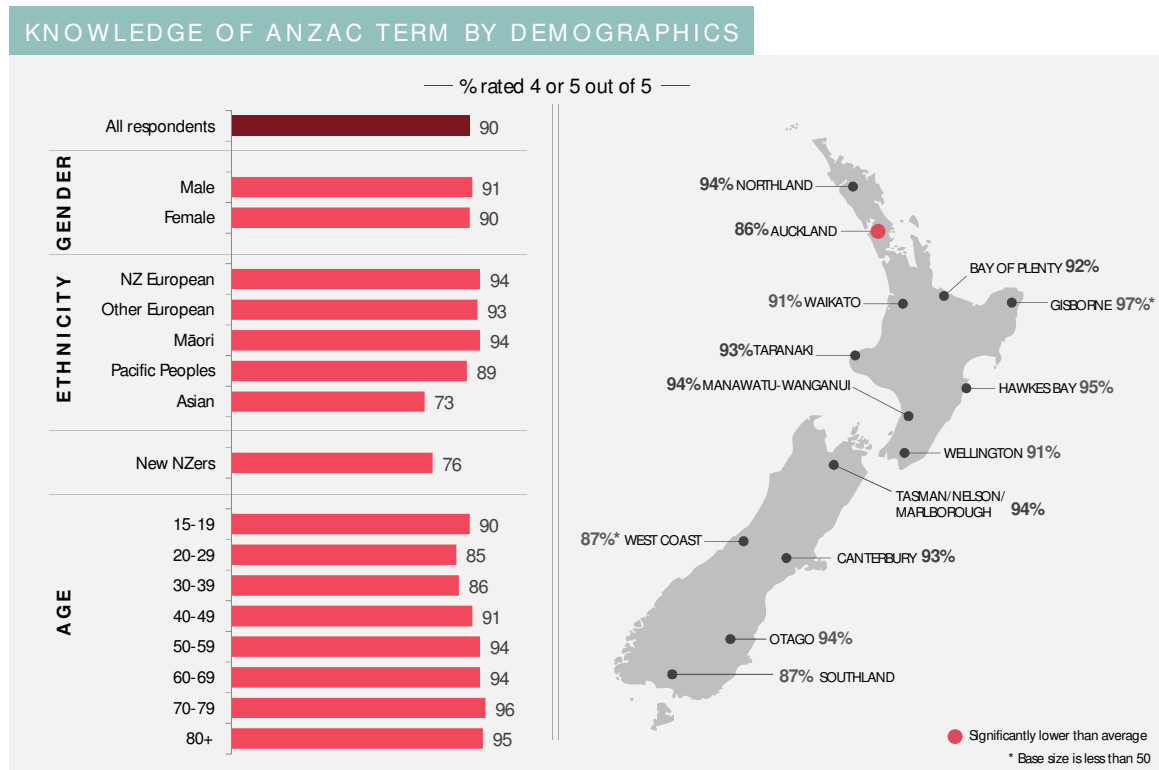 KNOWLEDGE OF ANZAC TERM BY DEMOGRAPHICS
% rated 4 or 5 out of 5
All respondents 90
GENDER
Male 91
Female 90
ETHNICITY
NZ European 94
Other European 93
Māori 94
Pacific Peoples 89
Asian 73
New NZers 76
AGE
15-19 90
20-29 85
30-39 86
40-49 91
50-59 94
60-69 94
70-79 96
80+ 95
94% NORTHLAND
86% AUCKLAND
BAY OF PLENTY 92%
91% WAIKATO
GISBORNE 97%*
93% TARANAKI
94% MANAWATU-WANGANUI
HAWKES BAY 95%
WELLINGTON 91%
TASMAN/NELSON/
MARLBOROUGH 94%
87%* WEST COAST
CANTERBURY 93%
OTAGO 94%
87% SOUTHLAND
Significantly lower than average
* Base size is less than 50